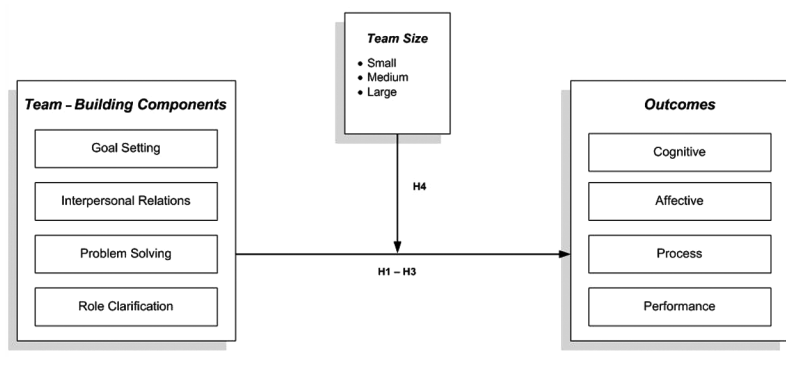 Team Size
• Small
• Medium
• Large
Team – Building Components
Goal Setting
Interpersonal Relations
Problem Solving
Role Clarification
H4
H1 – H3
Outcomes
Cognitive
Affective
Process
Performance